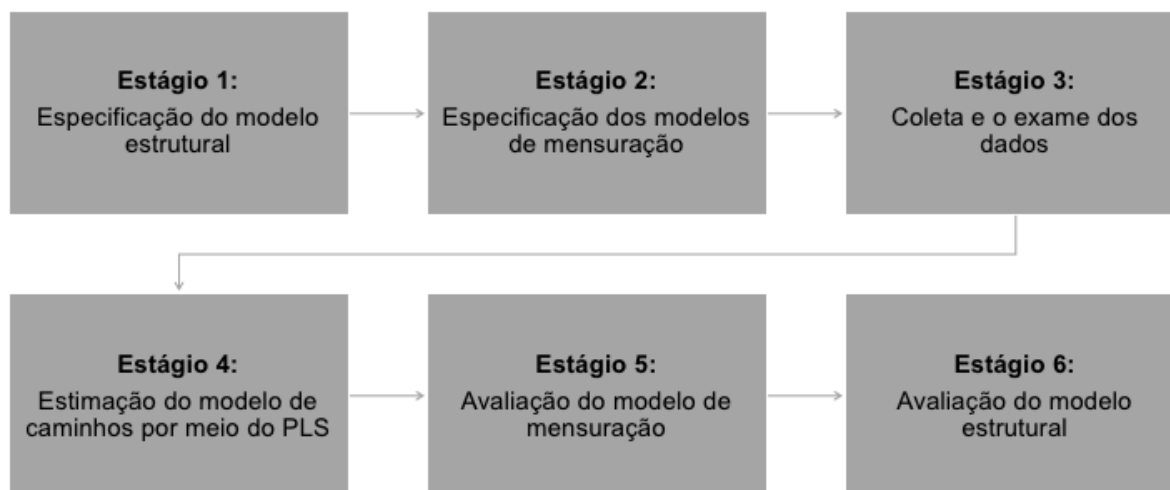 Estágio 1:
Especificação do modelo
estrutural
Estágio 2:
Especificação dos modelos
de mensuração
Estágio 3:
Coleta e o exame dos
dados
Estágio 4:
Estimação do modelo de
caminhos por meio do PLS
Estágio 5:
Avaliação do modelo de
mensuração
Estágio 6:
Avaliação do modelo
estrutural